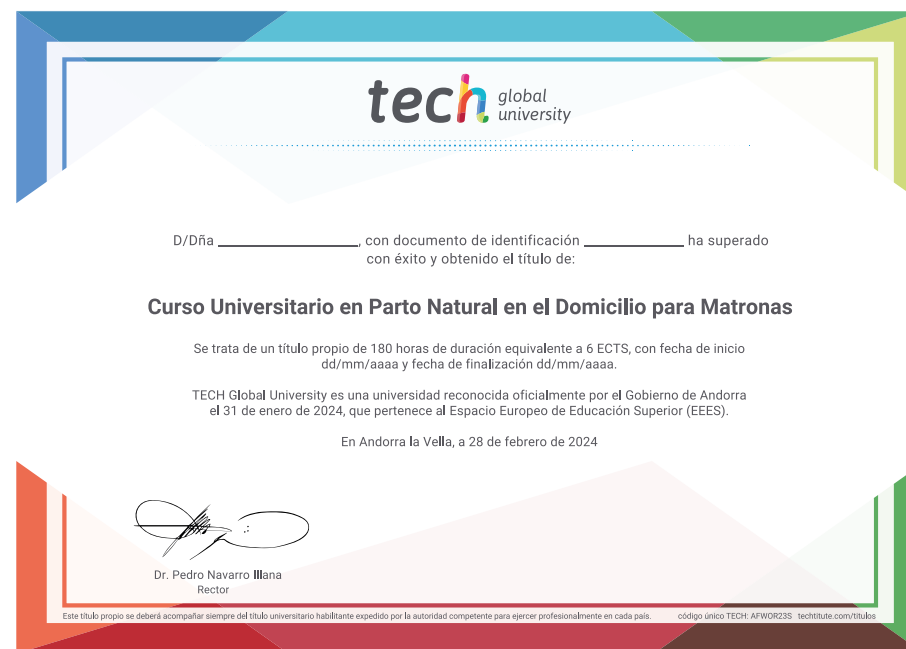 tech global university
D/Dña ____________________, con documento de identificación ______________ ha superado
con éxito y obtenido el título de:
Curso Universitario en Parto Natural en el Domicilio para Matronas
Se trata de un título propio de 180 horas de duración equivalente a 6 ECTS, con fecha de inicio
dd/mm/aaaa y fecha de finalización dd/mm/aaaa.
TECH Global University es una universidad reconocida oficialmente por el Gobierno de Andorra
el 31 de enero de 2024, que pertenece al Espacio Europeo de Educación Superior (EEES).
En Andorra la Vella, a 28 de febrero de 2024
Dr. Pedro Navarro Illana
Rector
Este título propio se deberá acompañar siempre del título universitario habilitante expedido por la autoridad competente para ejercer profesionalmente en cada país. código único TECH: AFWOR23S techtitute.com/titulos